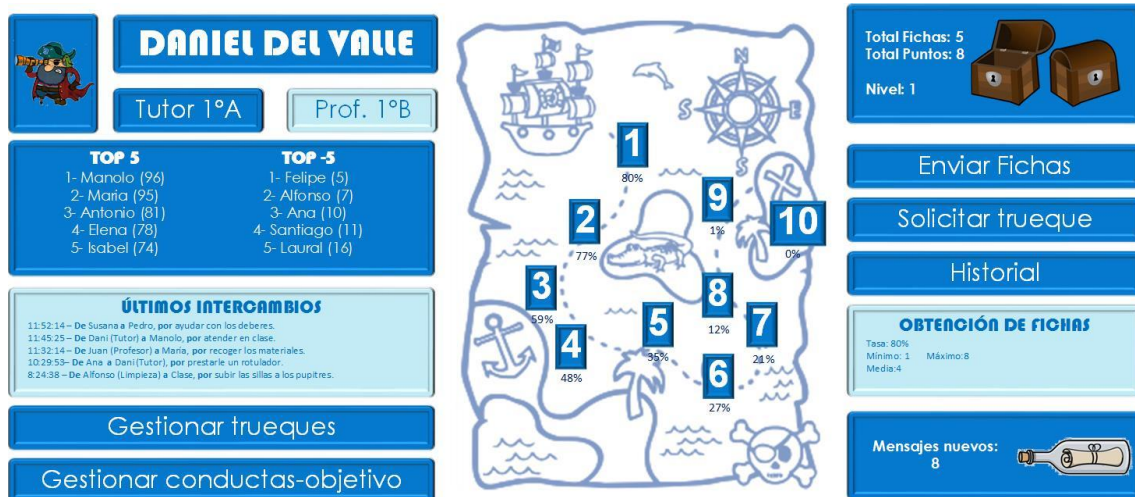 DANIEL DEL VALLE
Tutor 1ºA
Prof. 1ºB
TOP 5
1- Manolo (96)
2- Maria (95)
3- Antonio (81)
4- Elena (78)
5- Isabel (74)
TOP -5
1- Felipe (5)
2- Alfonso (7)
3- Ana (10)
4- Santiago (11)
5- Laural (16)
ÚLTIMOS INTERCAMBIOS
11:52:14 – De Susana a Pedro, por ayudar con los deberes.
11:45:25 – De Dani (Tutor) a Manolo, por atender en clase.
11:32:14 – De Juan (Profesor) a María, por recoger los materiales.
10:29:53– De Ana a Dani (Tutor), por prestarle un rotulador.
8:24:38 – De Alfonso (Limpieza) a Clase, por subir las sillas a los pupitres.
Gestionar trueques
Gestionar conductas-objetivo
N
S
E
S
1
80%
2
77%
3
59%
4
48%
5
35%
6
27%
7
21%
8
12%
9
1%
10
0%
Total Fichas: 5
Total Puntos: 8
Nivel: 1
Enviar Fichas
Solicitar trueque
Historial
OBTENCIÓN DE FICHAS
Tasa: 80%
Mínimo: 1 Máximo:8
Media:4
Mensajes nuevos:
8